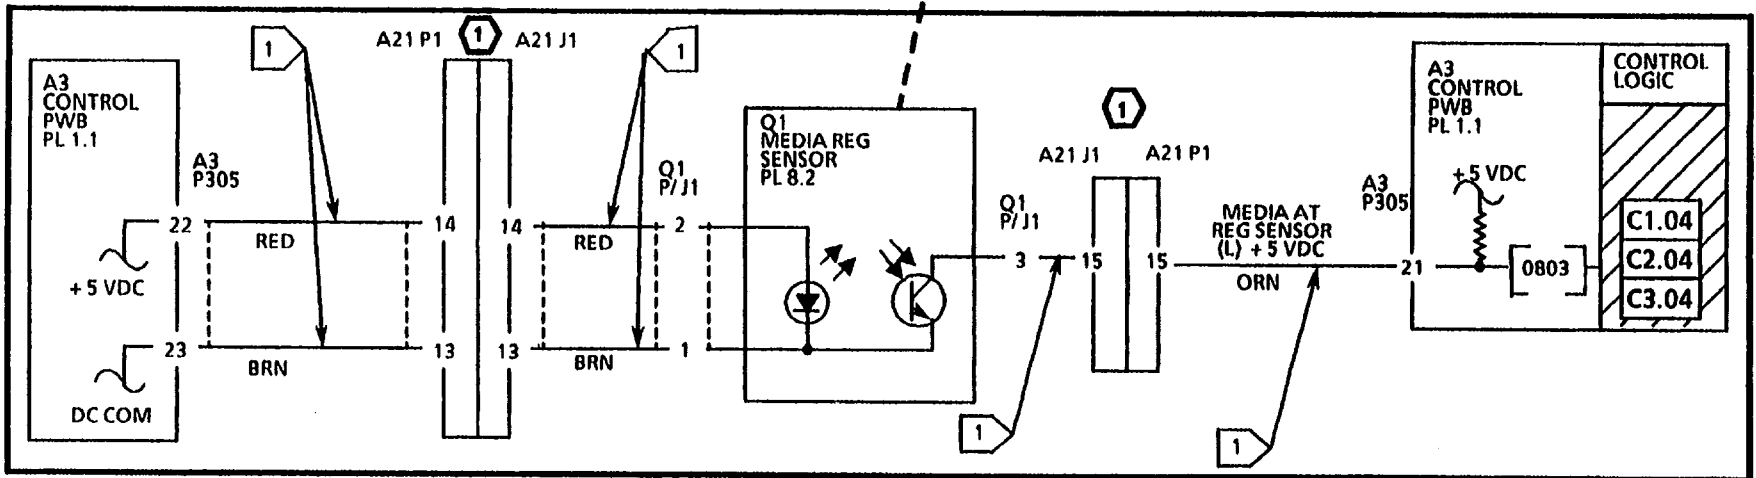 1
A21 P1
1
A21 J1
1
A3
CONTROL
PWB
PL 1.1
A3
P305
22
RED
14
14
RED
Q1
P/J1
2
+ 5 VDC
23
BRN
13
13
BRN
1
DC COM
Q1
MEDIA REG
SENSOR
PL 8.2
Q1
P/J1
3
1
A21 J1
A21 P1
15
15
MEDIA AT
REG SENSOR
(L) + 5 VDC
ORN
1
1
A3
P305
21
A3
CONTROL
PWB
PL 1.1
+ 5 VDC
0803
CONTROL
LOGIC
C1.04
C2.04
C3.04